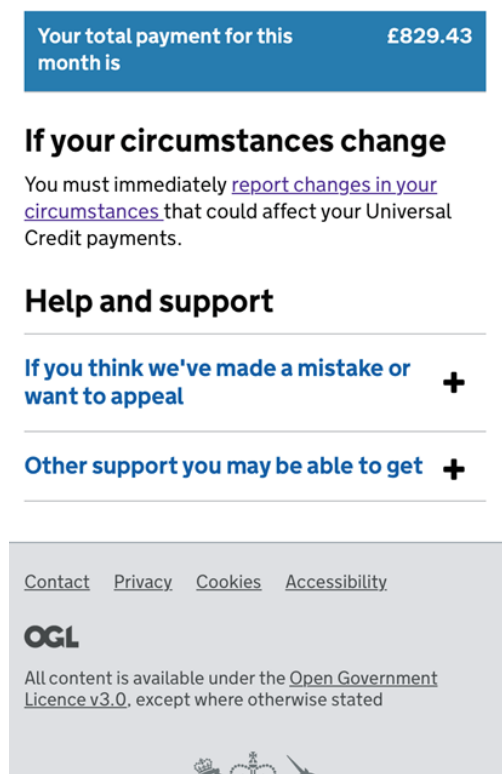 Your total payment for this £829.43
month is
If your circumstances change
You must immediately report changes in your
circumstances that could affect your Universal
Credit payments.
Help and support
If you think we've made a mistake or
want to appeal
Other support you may be able to get
Contact Privacy Cookies Accessibility
OGL
All content is available under the Open Government
Licence v3.0, except where otherwise stated